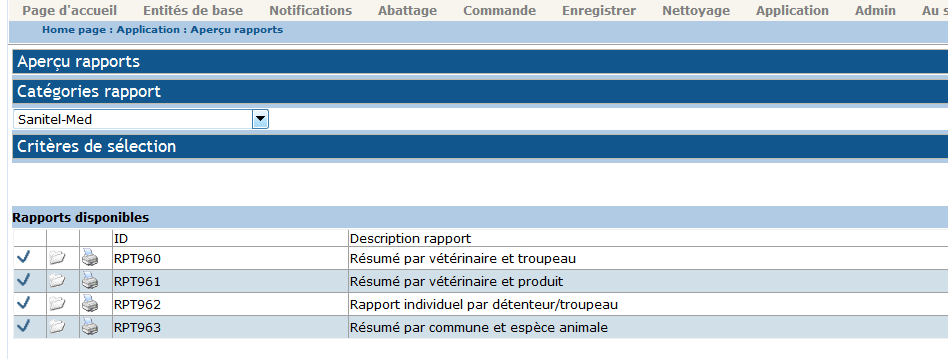 Page d'accueil Entités de base Notifications Abattage Commande Enregistrer Nettoyage Application Admin Au s
Home page : Application : Aperçu rapports
Aperçu rapports
Catégories rapport
Sanitel-Med
Critères de sélection
Rapports disponibles
ID Description rapport
RPT960 Résumé par vétérinaire et troupeau
RPT961 Résumé par vétérinaire et produit
RPT962 Rapport individuel par détenteur/troupeau
RPT963 Résumé par commune et espèce animale